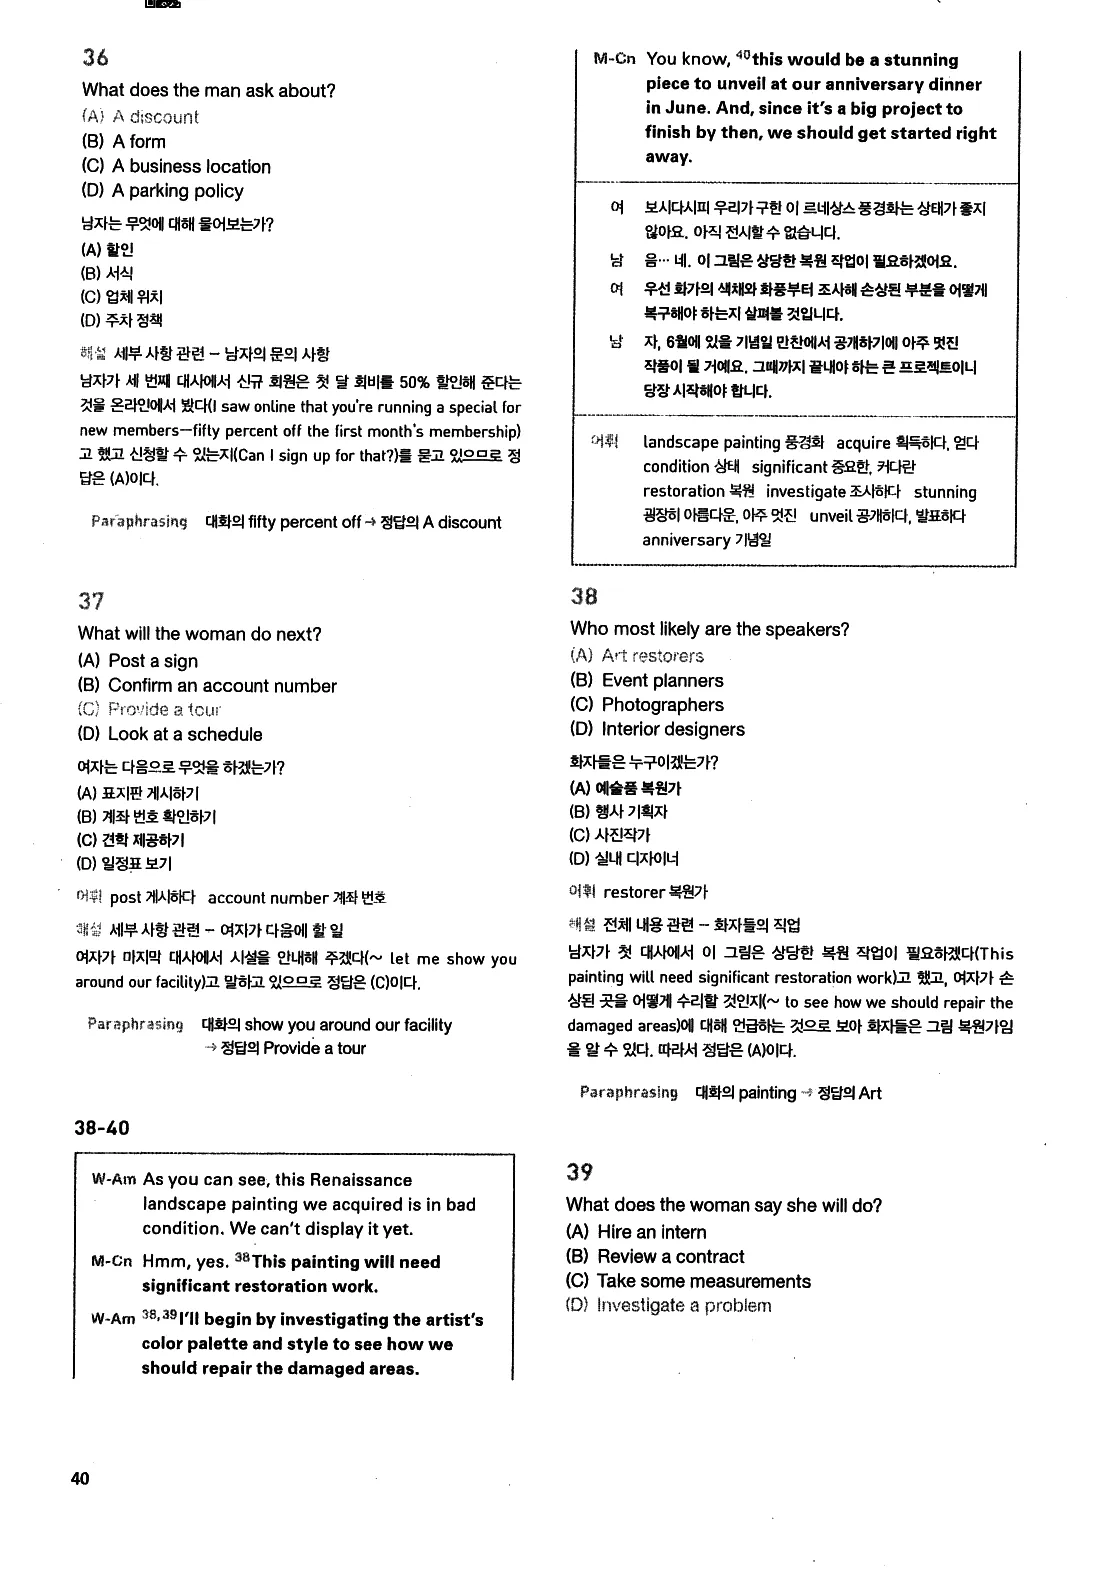 36
What does the man ask about?
(A) A discount
(B) A form
(C) A business location
(D) A parking policy
남자는 무엇에 대해 물어보는가?
(A) 할인
(B) 서식
(C) 업체 위치
(D) 주차 정책
해설 세부 사항 관련 – 남자의 문의 사항
남자가 세 번째 대사에서 신규 회원은 첫 달 회비를 50% 할인해 준다는
것을 온라인에서 봤다(I saw online that you're running a special for
new members—fifty percent off the first month's membership)
고 했고 신청할 수 있는지(Can I sign up for that?)를 묻고 있으므로 정
답은 (A)이다.
Paraphrasing 대화의 fifty percent off → 정답의 A discount
37
What will the woman do next?
(A) Post a sign
(B) Confirm an account number
(C) Provide a tour
(D) Look at a schedule
여자는 다음으로 무엇을 하겠는가?
(A) 표지판 게시하기
(B) 계좌 번호 확인하기
(C) 견학 제공하기
(D) 일정표 보기
어휘 post 게시하다 account number 계좌 번호
해설 세부 사항 관련 – 여자가 다음에 할 일
여자가 마지막 대사에서 시설을 안내해 주겠다(~ let me show you
around our facility)고 말하고 있으므로 정답은 (C)이다.
Paraphrasing 대화의 show you around our facility
→ 정답의 Provide a tour
38-40
W-Am As you can see, this Renaissance
landscape painting we acquired is in bad
condition. We can't display it yet.
M-Cn Hmm, yes. 38This painting will need
significant restoration work.
W-Am 38,39I'll begin by investigating the artist's
color palette and style to see how we
should repair the damaged areas.
M-Cn You know, 40this would be a stunning
piece to unveil at our anniversary dinner
in June. And, since it's a big project to
finish by then, we should get started right
away.
여 보시다시피 우리가 구한 이 르네상스 풍경화는 상태가 좋지
않아요. 아직 전시할 수 없습니다.
남 음… 네. 이 그림은 상당한 복원 작업이 필요하겠어요.
여 우선 화가의 색채와 화풍부터 조사해 손상된 부분을 어떻게
복구해야 하는지 살펴볼 것입니다.
남 자, 6월에 있을 기념일 만찬에서 공개하기에 아주 멋진
작품이 될 거예요. 그때까지 끝내야 하는 큰 프로젝트이니
당장 시작해야 합니다.
어휘 landscape painting 풍경화 acquire 획득하다, 얻다
condition 상태 significant 중요한, 커다란
restoration 복원 investigate 조사하다 stunning
굉장히 아름다운, 아주 멋진 unveil 공개하다, 발표하다
anniversary 기념일
38
Who most likely are the speakers?
(A) Art restorers
(B) Event planners
(C) Photographers
(D) Interior designers
화자들은 누구이겠는가?
(A) 예술품 복원가
(B) 행사 기획자
(C) 사진작가
(D) 실내 디자이너
어휘 restorer 복원가
해설 전체 내용 관련 – 화자들의 직업
남자가 첫 대사에서 이 그림은 상당한 복원 작업이 필요하겠다(This
painting will need significant restoration work)고 했고, 여자가 손
상된 곳을 어떻게 수리할 것인지(~ to see how we should repair the
damaged areas)에 대해 언급하는 것으로 보아 화자들은 그림 복원가임
을 알 수 있다. 따라서 정답은 (A)이다.
Paraphrasing 대화의 painting → 정답의 Art
39
What does the woman say she will do?
(A) Hire an intern
(B) Review a contract
(C) Take some measurements
(D) Investigate a problem
40